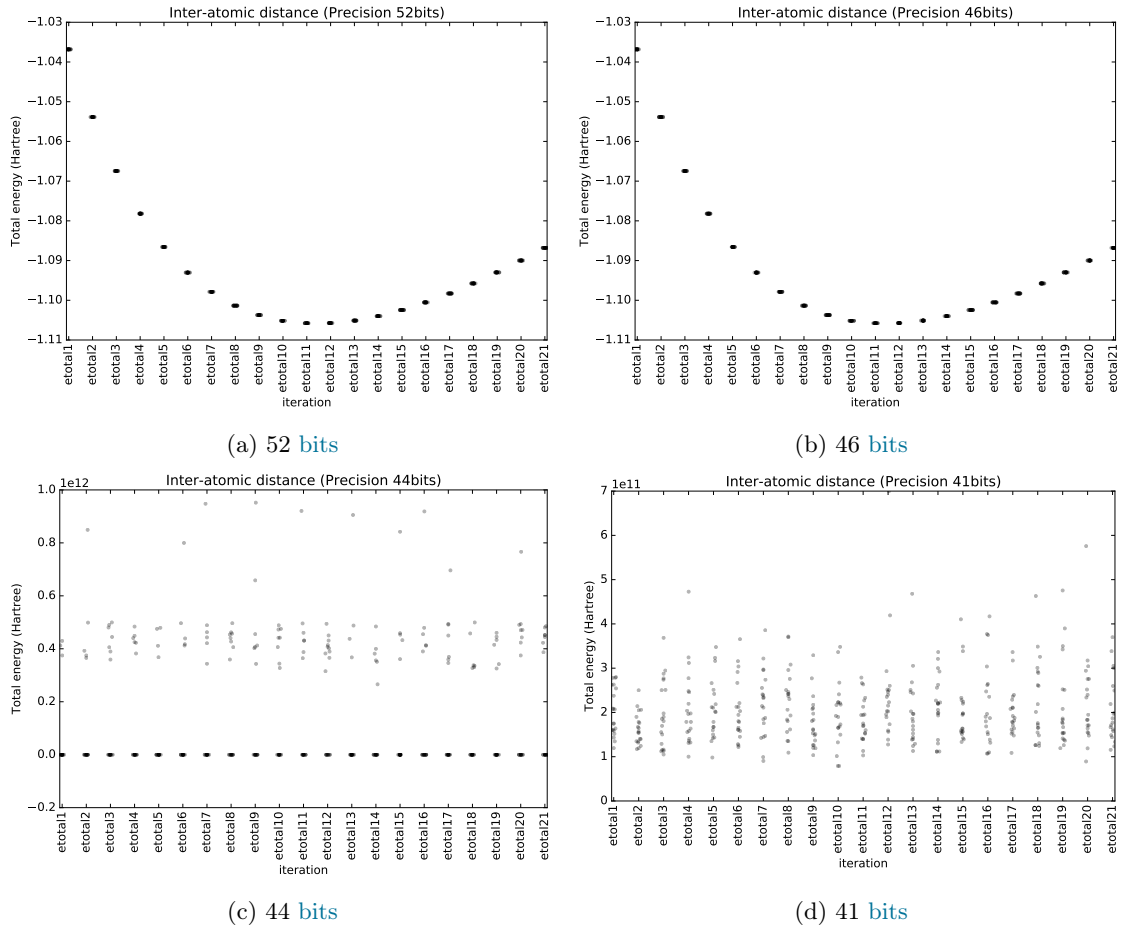 Inter-atomic distance (Precision 52bits)
Total energy (Hartree)
−1.03
−1.04
−1.05
−1.06
−1.07
−1.08
−1.09
−1.10
−1.11
etotal1
etotal2
etotal3
etotal4
etotal5
etotal6
etotal7
etotal8
etotal9
etotal10
etotal11
etotal12
etotal13
etotal14
etotal15
etotal16
etotal17
etotal18
etotal19
etotal20
etotal21
iteration
(a) 52 bits
Inter-atomic distance (Precision 46bits)
Total energy (Hartree)
−1.03
−1.04
−1.05
−1.06
−1.07
−1.08
−1.09
−1.10
−1.11
etotal1
etotal2
etotal3
etotal4
etotal5
etotal6
etotal7
etotal8
etotal9
etotal10
etotal11
etotal12
etotal13
etotal14
etotal15
etotal16
etotal17
etotal18
etotal19
etotal20
etotal21
iteration
(b) 46 bits
Inter-atomic distance (Precision 44bits)
1e12
Total energy (Hartree)
1.0
0.8
0.6
0.4
0.2
0.0
−0.2
etotal1
etotal2
etotal3
etotal4
etotal5
etotal6
etotal7
etotal8
etotal9
etotal10
etotal11
etotal12
etotal13
etotal14
etotal15
etotal16
etotal17
etotal18
etotal19
etotal20
etotal21
iteration
(c) 44 bits
Inter-atomic distance (Precision 41bits)
1e11
Total energy (Hartree)
7
6
5
4
3
2
1
0
etotal1
etotal2
etotal3
etotal4
etotal5
etotal6
etotal7
etotal8
etotal9
etotal10
etotal11
etotal12
etotal13
etotal14
etotal15
etotal16
etotal17
etotal18
etotal19
etotal20
etotal21
iteration
(d) 41 bits